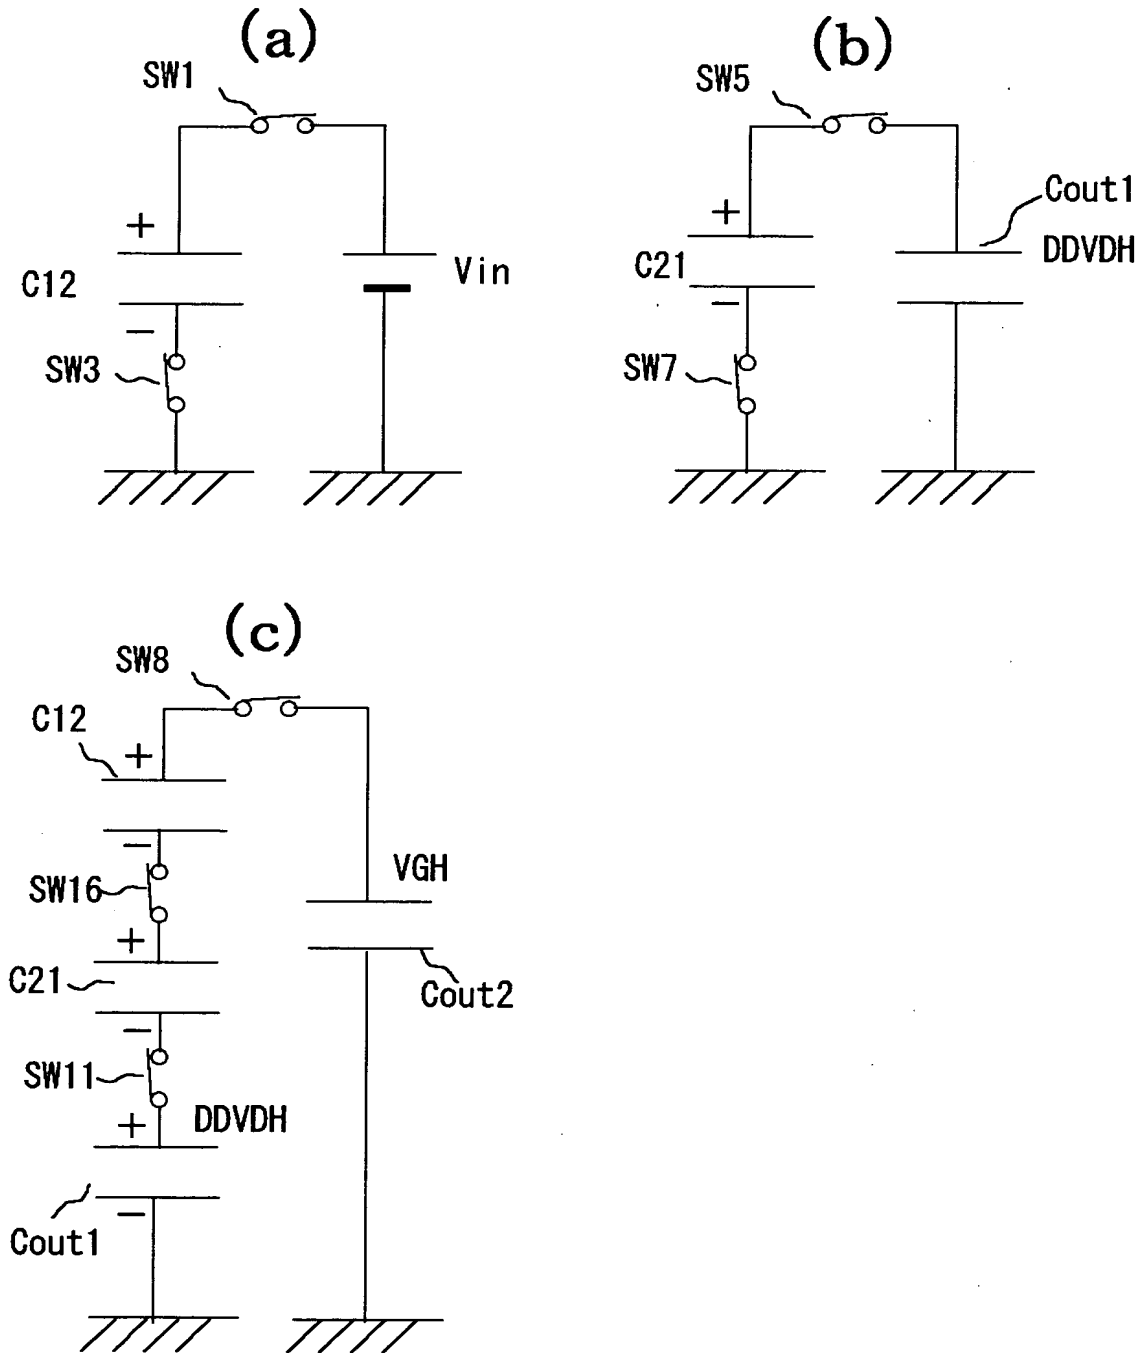 (a)
SW1
+
C12
Vin
−
SW3
(b)
SW5
Cout1
+
DDVDH
C21
−
SW7
(c)
SW8
C12
+
−
VGH
SW16
+
C21
Cout2
−
SW11
DDVDH
+
−
Cout1